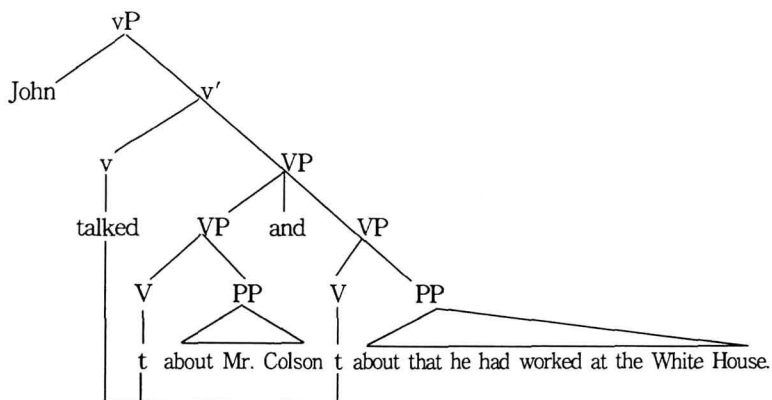 vP
John v′
v VP
talked VP and VP
V PP V PP
t about Mr. Colson t about that he had worked at the White House.